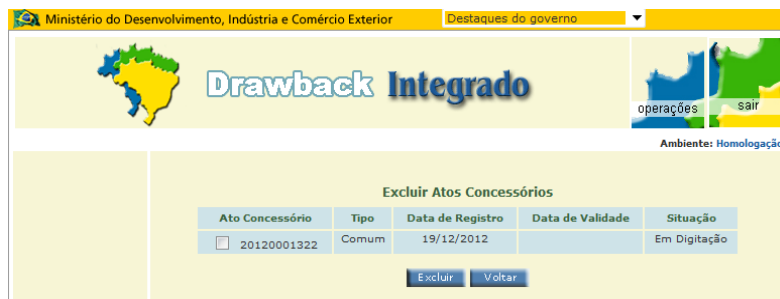 Ministério do Desenvolvimento, Indústria e Comércio Exterior Destaques do governo
Drawback Integrado
operações sair
Ambiente: Homologação
Excluir Atos Concessórios
Ato Concessório Tipo Data de Registro Data de Validade Situação
20120001322 Comum 19/12/2012 Em Digitação
Excluir Voltar